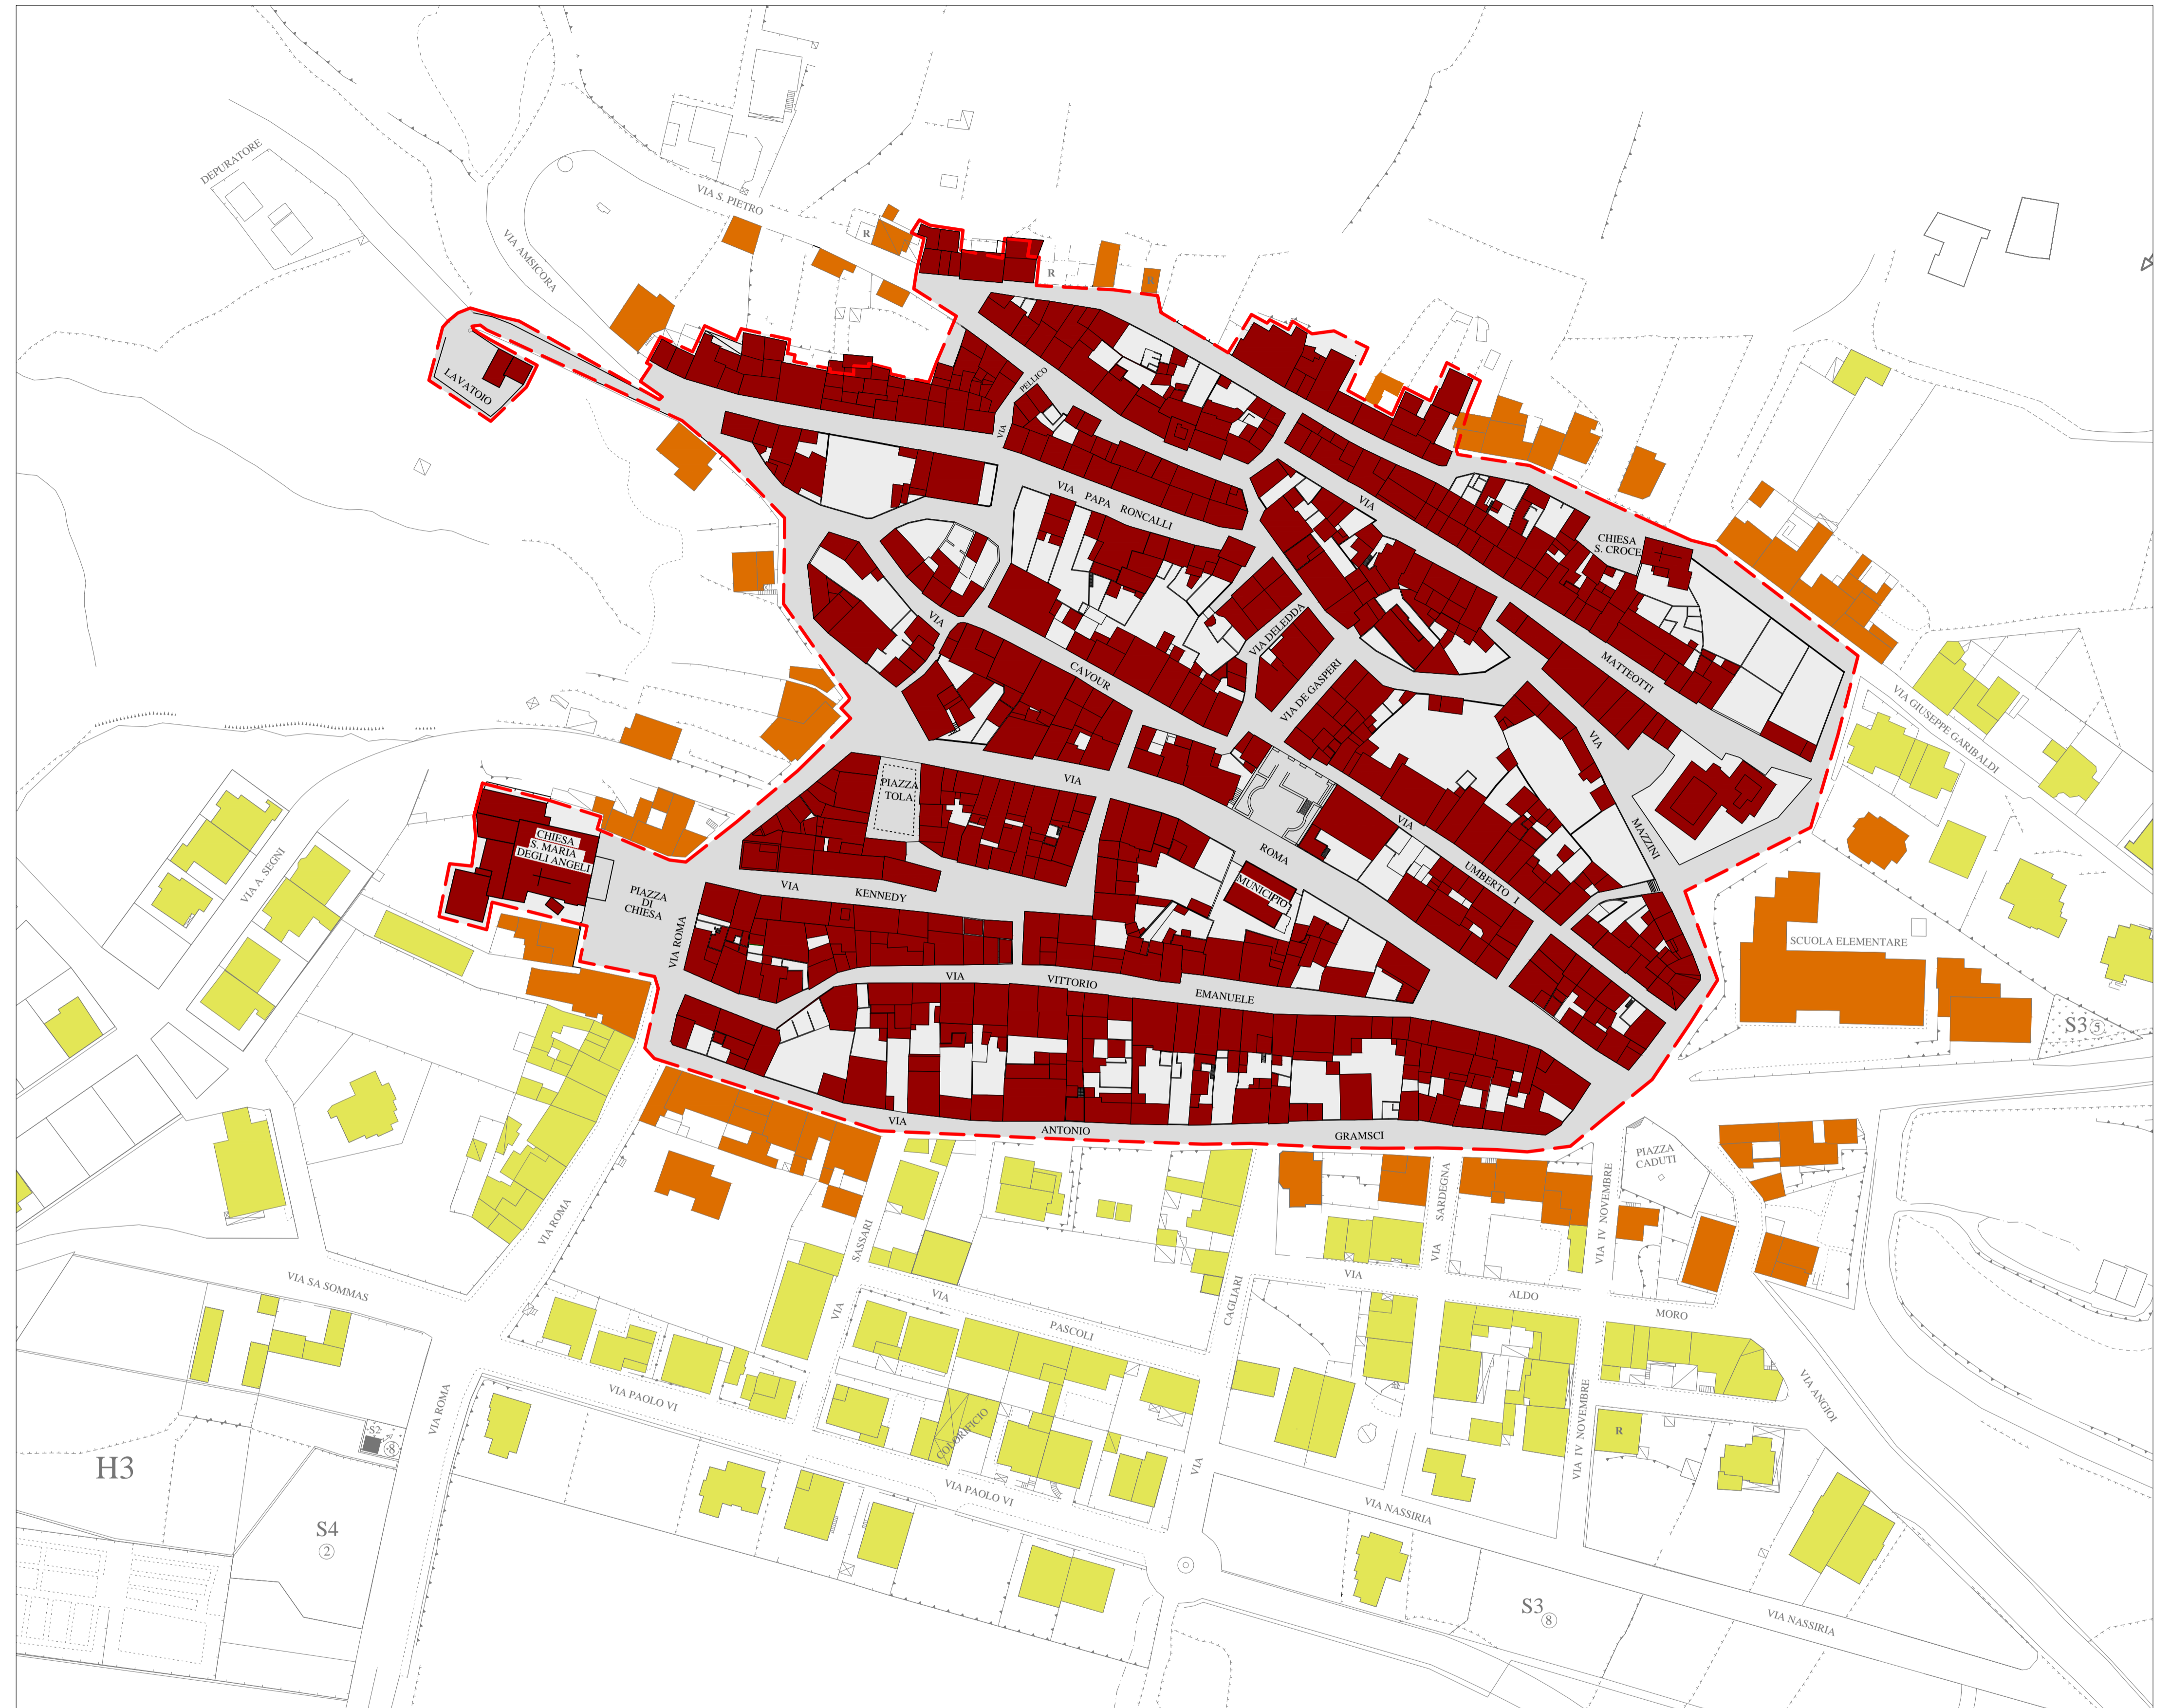 DEPURATORE
VIA S. PIETRO
VIA AMSICORA
R
R
R
LAVATOIO
PELLICO
VIA
VIA PAPA RONCALLI
VIA
CHIESA
S. CROCE
VIA
VIA DELEDDA
MATTEOTTI
CAVOUR
VIA DE GASPERI
VIA GIUSEPPE GARIBALDI
VIA
PIAZZA
TOLA
VIA
MAZZINI
CHIESA
S. MARIA
DEGLI ANGELI
VIA A. SEGNI
ROMA
VIA
UMBERTO I
MUNICIPIO
PIAZZA
DI
CHIESA
VIA
KENNEDY
VIA ROMA
SCUOLA ELEMENTARE
VIA
VITTORIO
EMANUELE
S3 5
VIA
ANTONIO
GRAMSCI
PIAZZA
CADUTI
VIA ROMA
SASSARI
VIA
SARDEGNA
VIA
VIA IV NOVEMBRE
VIA SA SOMMAS
VIA
PASCOLI
CAGLIARI
VIA
VIA
ALDO
MORO
VIA PAOLO VI
VIA ROMA
COLORIFICIO
VIA PAOLO VI
VIA IV NOVEMBRE
R
VIA ANGIOI
H3
S2
8
S4
2
VIA NASSIRIA
S3
8
VIA NASSIRIA